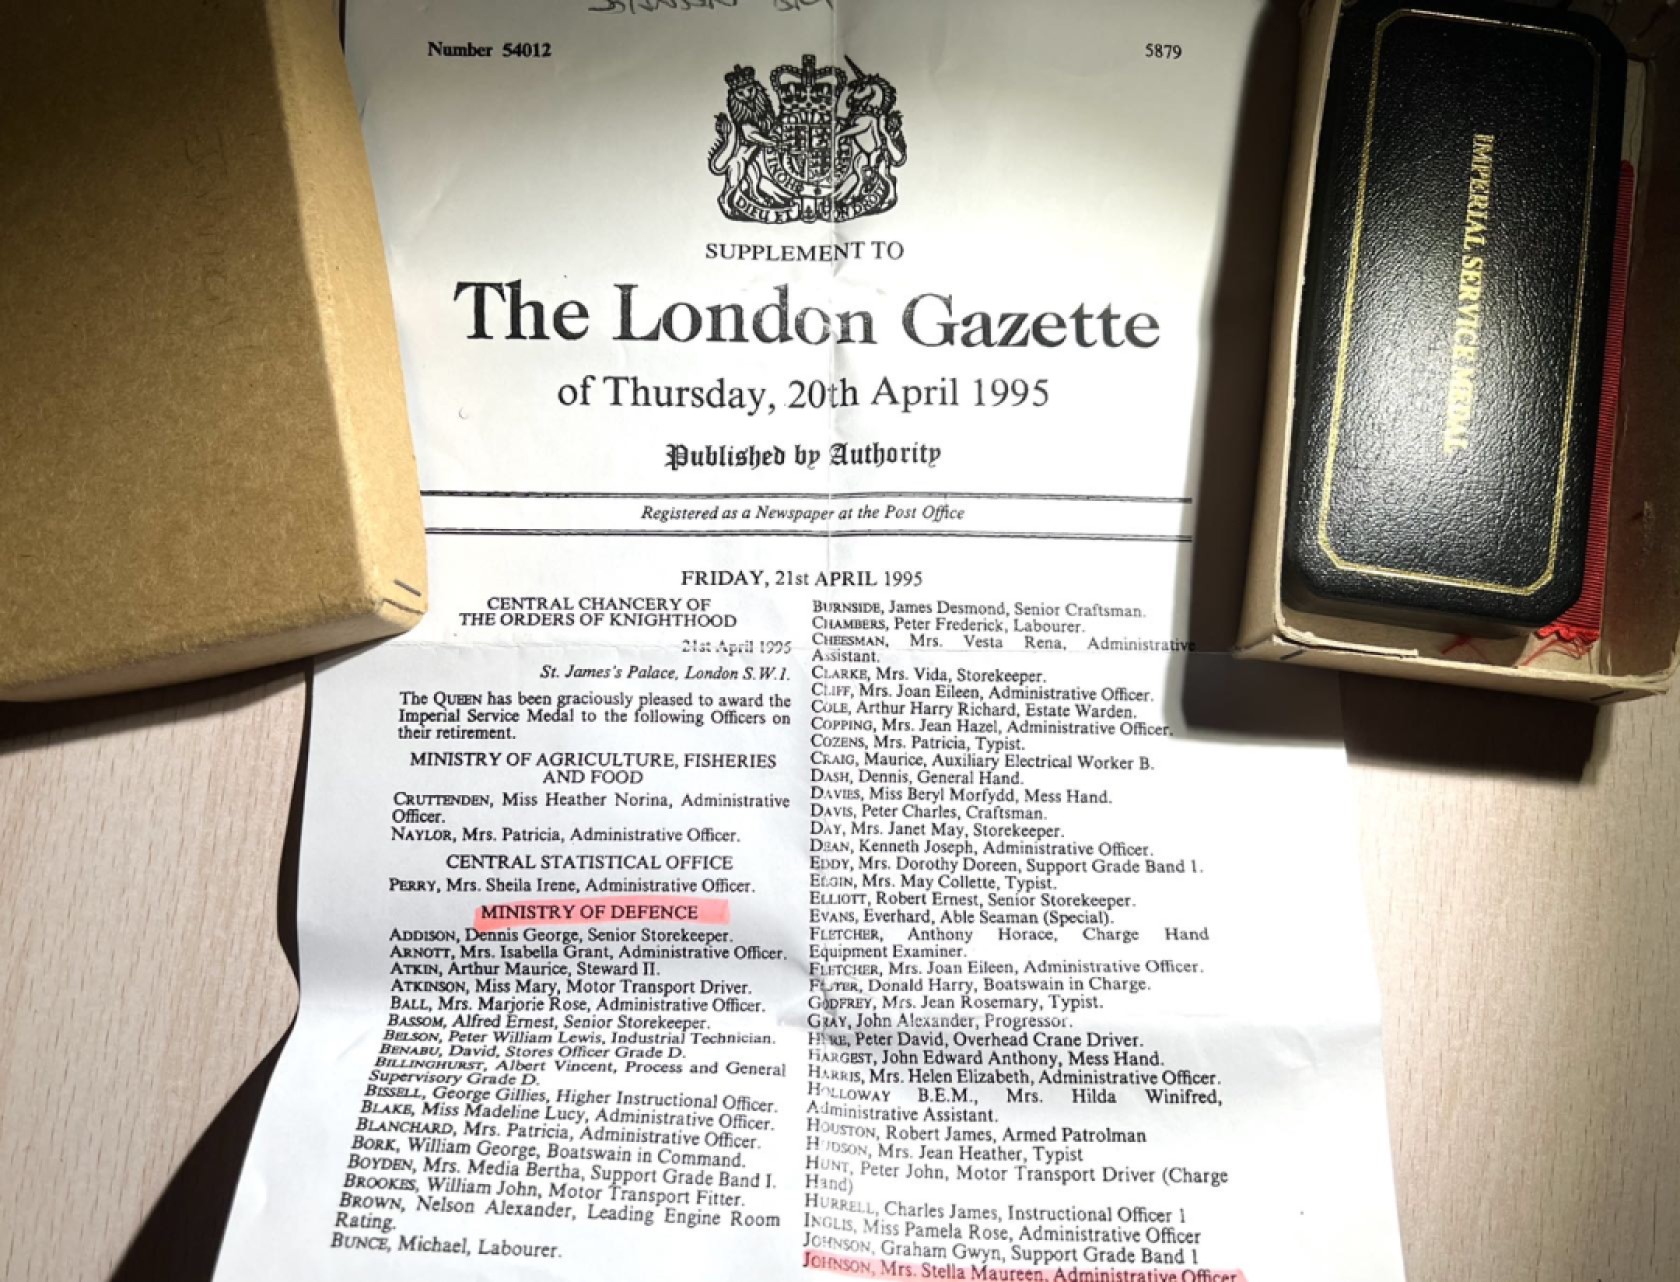 Number 54012
5879
DIEU ET MON DROIT
SUPPLEMENT TO
The London Gazette
of Thursday, 20th April 1995
Published by Authority
Registered as a Newspaper at the Post Office
FRIDAY, 21st APRIL 1995
CENTRAL CHANCERY OF
THE ORDERS OF KNIGHTHOOD
21st April 1995
St. James's Palace, London S.W.1.
The QUEEN has been graciously pleased to award the
Imperial Service Medal to the following Officers on
their retirement.
MINISTRY OF AGRICULTURE, FISHERIES
AND FOOD
CRUTTENDEN, Miss Heather Norina, Administrative
Officer.
NAYLOR, Mrs. Patricia, Administrative Officer.
CENTRAL STATISTICAL OFFICE
PERRY, Mrs. Sheila Irene, Administrative Officer.
MINISTRY OF DEFENCE
ADDISON, Dennis George, Senior Storekeeper.
ARNOTT, Mrs. Isabella Grant, Administrative Officer.
ATKIN, Arthur Maurice, Steward II.
ATKINSON, Miss Mary, Motor Transport Driver.
BALL, Mrs. Marjorie Rose, Administrative Officer.
BASSOM, Alfred Ernest, Senior Storekeeper.
BELSON, Peter William Lewis, Industrial Technician.
BENABU, David, Stores Officer Grade D.
BILLINGHURST, Albert Vincent, Process and General
Supervisory Grade D.
BISSELL, George Gillies, Higher Instructional Officer.
BLAKE, Miss Madeline Lucy, Administrative Officer.
BLANCHARD, Mrs. Patricia, Administrative Officer.
BORK, William George, Boatswain in Command.
BOYDEN, Mrs. Media Bertha, Support Grade Band 1.
BROOKES, William John, Motor Transport Fitter.
BROWN, Nelson Alexander, Leading Engine Room
Rating.
BUNCE, Michael, Labourer.
BURNSIDE, James Desmond, Senior Craftsman.
CHAMBERS, Peter Frederick, Labourer.
CHEESMAN, Mrs. Vesta Rena, Administrative
Assistant.
CLARKE, Mrs. Vida, Storekeeper.
CLIFF, Mrs. Joan Eileen, Administrative Officer.
COLE, Arthur Harry Richard, Estate Warden.
COPPING, Mrs. Jean Hazel, Administrative Officer.
COZENS, Mrs. Patricia, Typist.
CRAIG, Maurice, Auxiliary Electrical Worker B.
DASH, Dennis, General Hand.
DAVIES, Miss Beryl Morfydd, Mess Hand.
DAVIS, Peter Charles, Craftsman.
DAY, Mrs. Janet May, Storekeeper.
DEAN, Kenneth Joseph, Administrative Officer.
EDDY, Mrs. Dorothy Doreen, Support Grade Band 1.
ELGIN, Mrs. May Collette, Typist.
ELLIOTT, Robert Ernest, Senior Storekeeper.
EVANS, Everhard, Able Seaman (Special).
FLETCHER, Anthony Horace, Charge Hand
Equipment Examiner.
FLETCHER, Mrs. Joan Eileen, Administrative Officer.
Donald Harry, Boatswain in Charge.
GODFREY, Mrs. Jean Rosemary, Typist.
GRAY, John Alexander, Progressor.
Peter David, Overhead Crane Driver.
HARGEST, John Edward Anthony, Mess Hand.
HARRIS, Mrs. Helen Elizabeth, Administrative Officer.
HOLLOWAY B.E.M., Mrs. Hilda Winifred,
Administrative Assistant.
HOUSTON, Robert James, Armed Patrolman
HUDSON, Mrs. Jean Heather, Typist
HUNT, Peter John, Motor Transport Driver (Charge
Hand)
HURRELL, Charles James, Instructional Officer 1
INGLIS, Miss Pamela Rose, Administrative Officer
JOHNSON, Graham Gwyn, Support Grade Band 1
JOHNSON, Mrs. Stella Maureen, Administrative Officer
IMPERIAL SERVICE MEDAL